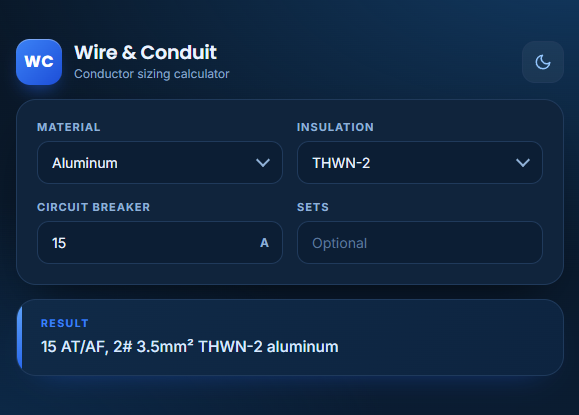 WC
Wire & Conduit
Conductor sizing calculator
MATERIAL
INSULATION
Aluminum
THWN-2
CIRCUIT BREAKER
SETS
15 A
Optional
RESULT
15 AT/AF, 2# 3.5mm² THWN-2 aluminum